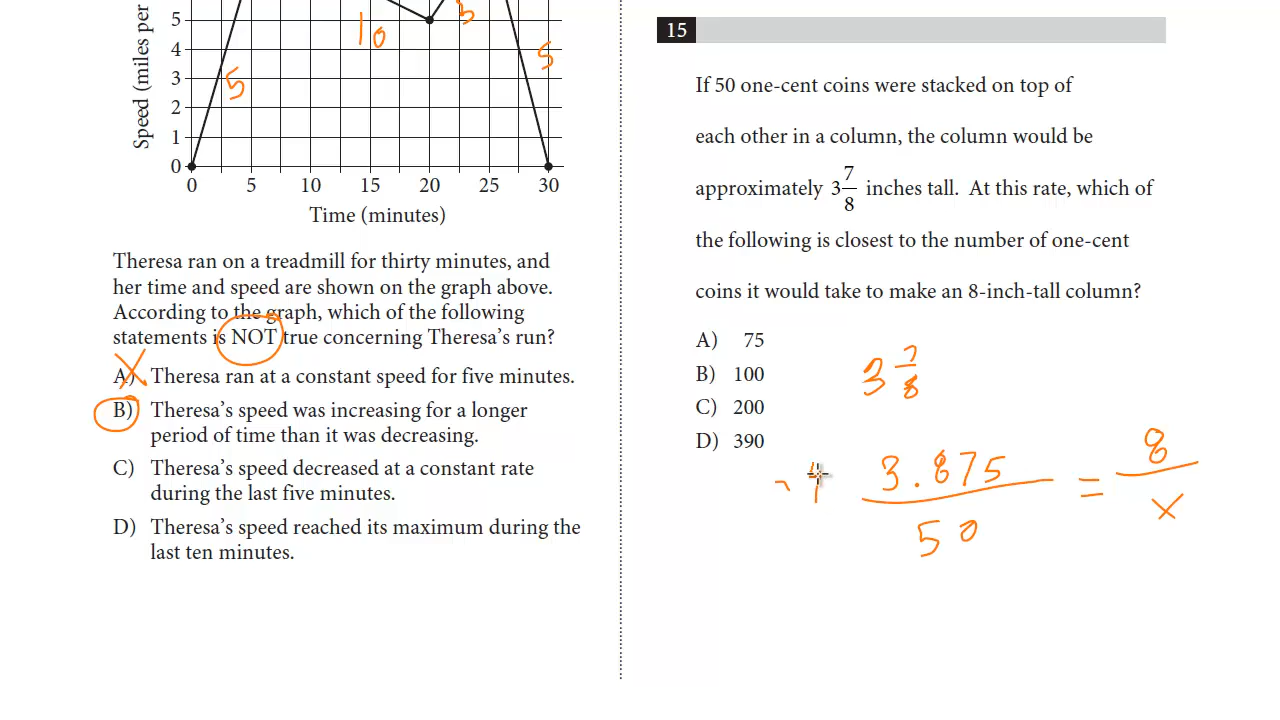 Speed (miles per
5
4
3
2
1
0
0 5 10 15 20 25 30
Time (minutes)
10
5
5
Theresa ran on a treadmill for thirty minutes, and
her time and speed are shown on the graph above.
According to the graph, which of the following
statements is NOT true concerning Theresa's run?
A) Theresa ran at a constant speed for five minutes.
B) Theresa's speed was increasing for a longer
period of time than it was decreasing.
C) Theresa's speed decreased at a constant rate
during the last five minutes.
D) Theresa's speed reached its maximum during the
last ten minutes.
15
If 50 one-cent coins were stacked on top of
each other in a column, the column would be
approximately 3 7/8 inches tall. At this rate, which of
the following is closest to the number of one-cent
coins it would take to make an 8-inch-tall column?
A) 75
B) 100
C) 200
D) 390
3 7/8
3.875/50 = 8/x